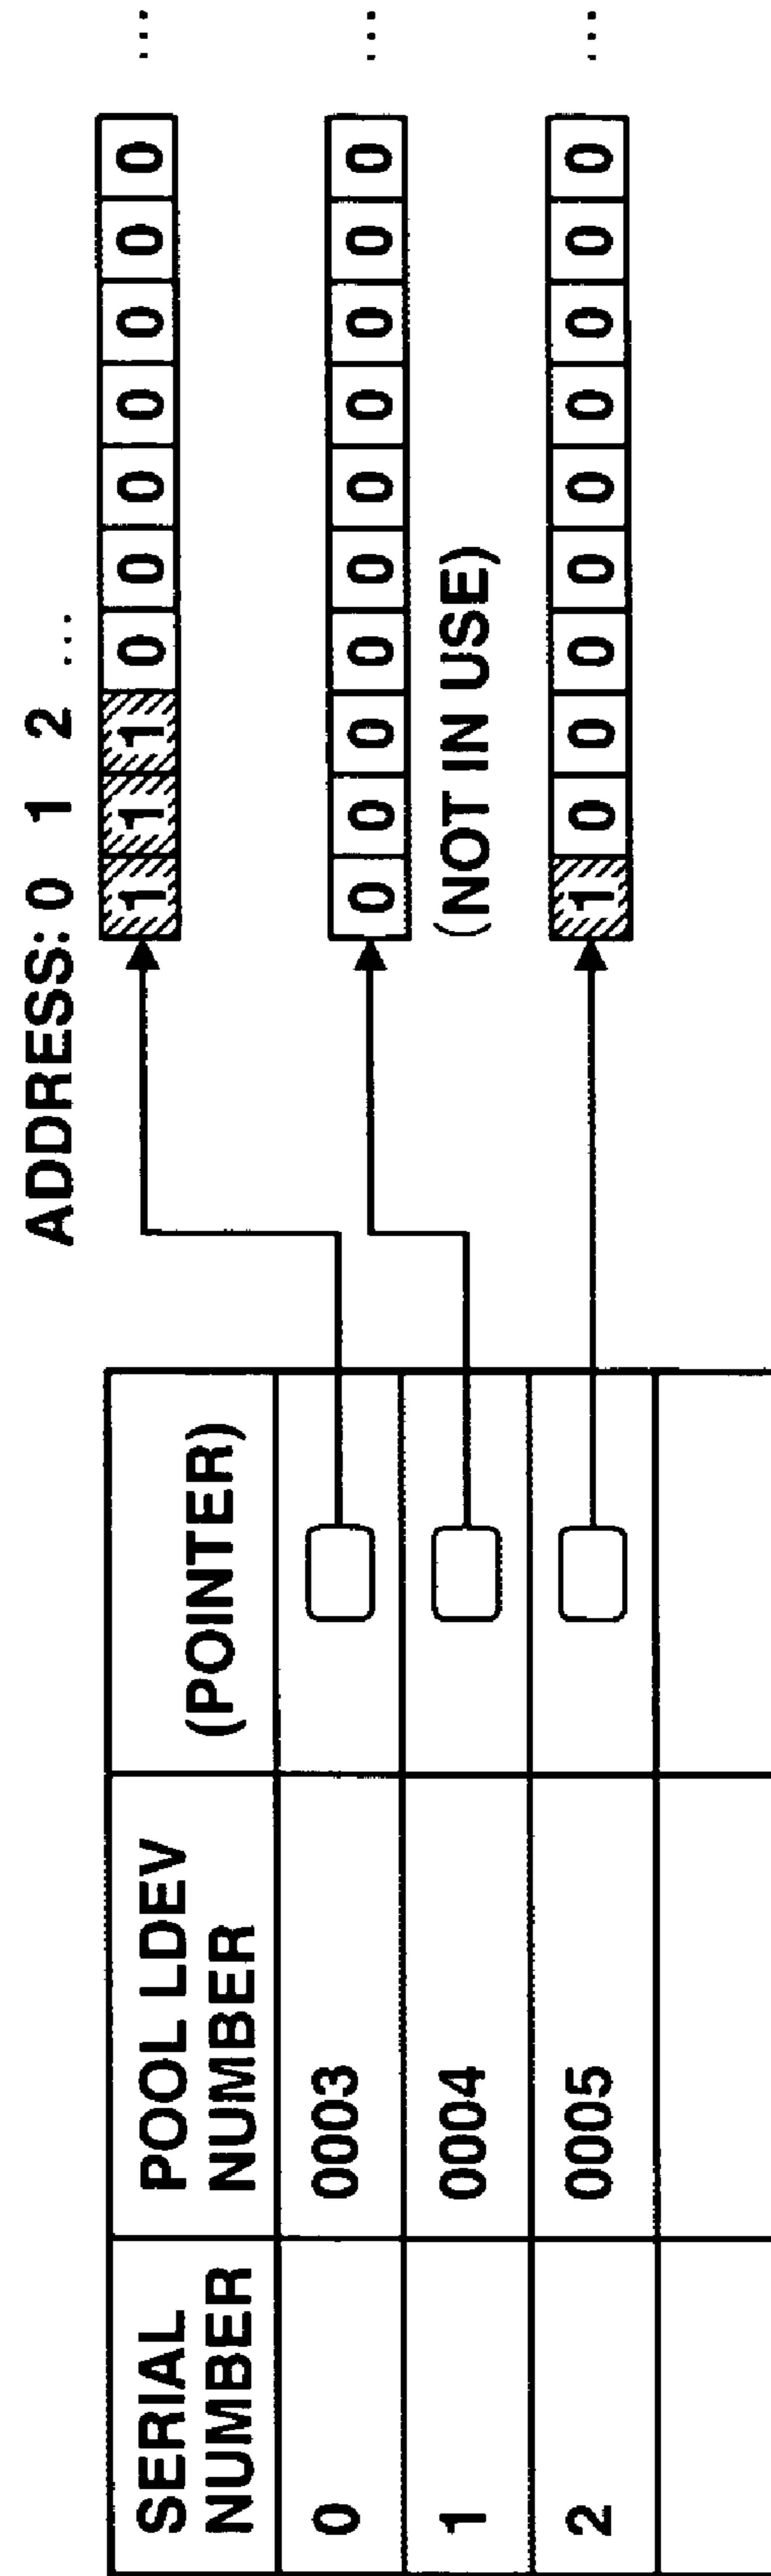 ADDRESS: 0 1 2 ...
SERIAL NUMBER
POOL LDEV NUMBER
(POINTER)
1 1 1 0 0 0 0 0 0 0 ...
0 0003
0 0 0 0 0 0 0 0 0 0 ...
(NOT IN USE)
1 0004
1 0 0 0 0 0 0 0 0 0 ...
2 0005